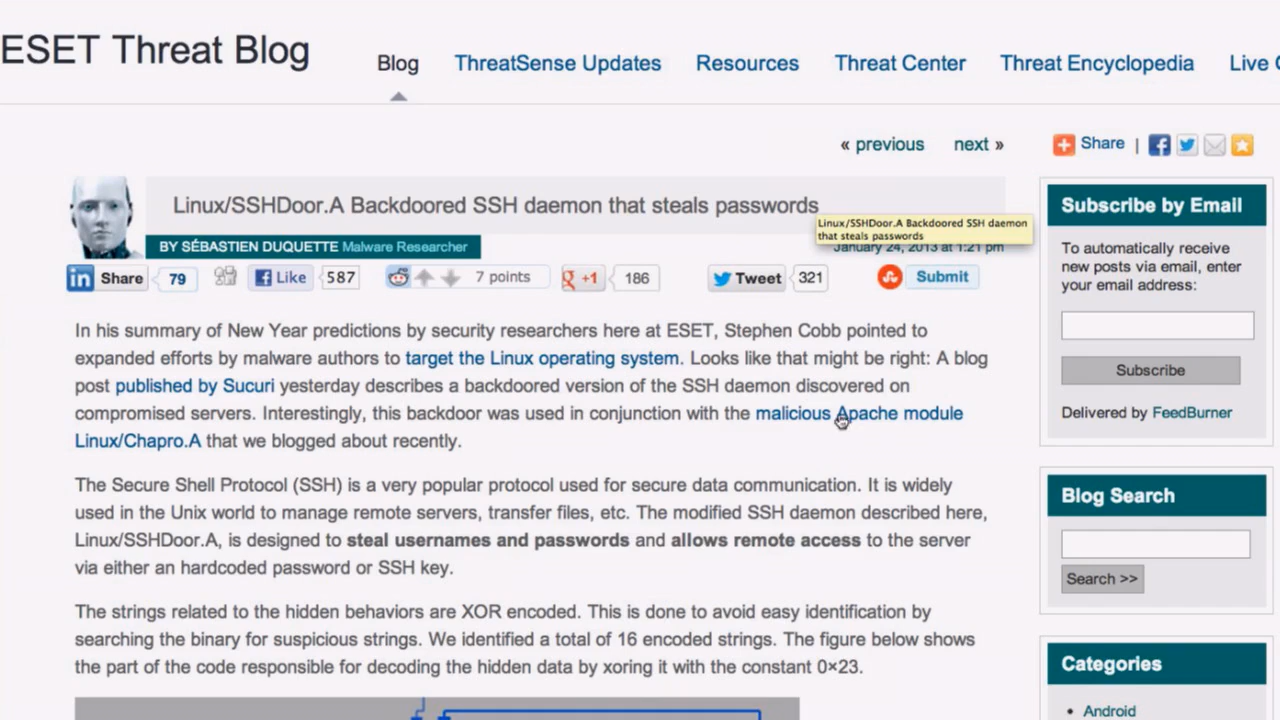 ESET Threat Blog
Blog
ThreatSense Updates
Resources
Threat Center
Threat Encyclopedia
Live
« previous
next »
Share
|
Linux/SSHDoor.A Backdoored SSH daemon that steals passwords
Linux/SSHDoor.A Backdoored SSH daemon
that steals passwords
BY SÉBASTIEN DUQUETTE Malware Researcher
January 24, 2013 at 1:21 pm
in Share 79
Like 587
7 points
g +1 186
Tweet 321
Submit
In his summary of New Year predictions by security researchers here at ESET, Stephen Cobb pointed to
expanded efforts by malware authors to target the Linux operating system. Looks like that might be right: A blog
post published by Sucuri yesterday describes a backdoored version of the SSH daemon discovered on
compromised servers. Interestingly, this backdoor was used in conjunction with the malicious Apache module
Linux/Chapro.A that we blogged about recently.
The Secure Shell Protocol (SSH) is a very popular protocol used for secure data communication. It is widely
used in the Unix world to manage remote servers, transfer files, etc. The modified SSH daemon described here,
Linux/SSHDoor.A, is designed to steal usernames and passwords and allows remote access to the server
via either an hardcoded password or SSH key.
The strings related to the hidden behaviors are XOR encoded. This is done to avoid easy identification by
searching the binary for suspicious strings. We identified a total of 16 encoded strings. The figure below shows
the part of the code responsible for decoding the hidden data by xoring it with the constant 0×23.
Subscribe by Email
To automatically receive
new posts via email, enter
your email address:
Subscribe
Delivered by FeedBurner
Blog Search
Search >>
Categories
• Android